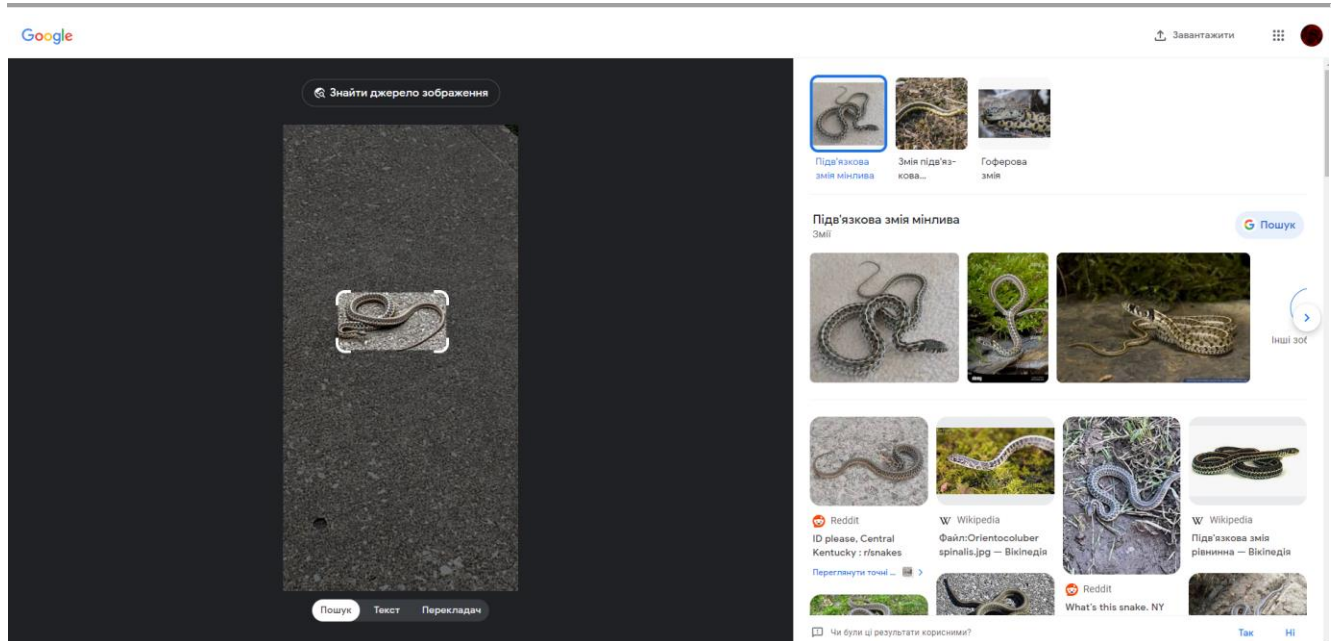 Google
Завантажити
Знайти джерело зображення
Підв'язкова
змія мінлива
Змія підв'яз-
кова...
Гоферова
змія
Підв'язкова змія мінлива
Змії
Пошук
Інші зоб
Reddit
ID please, Central
Kentucky : r/snakes
Переглянути точні ...
Wikipedia
Файл:Orientocoluber
spinalis.jpg — Вікіпедія
Reddit
What's this snake. NY
Wikipedia
Підв'язкова змія
рівнинна — Вікіпедія
Пошук Текст Перекладач
Чи були ці результати корисними?
Так Ні